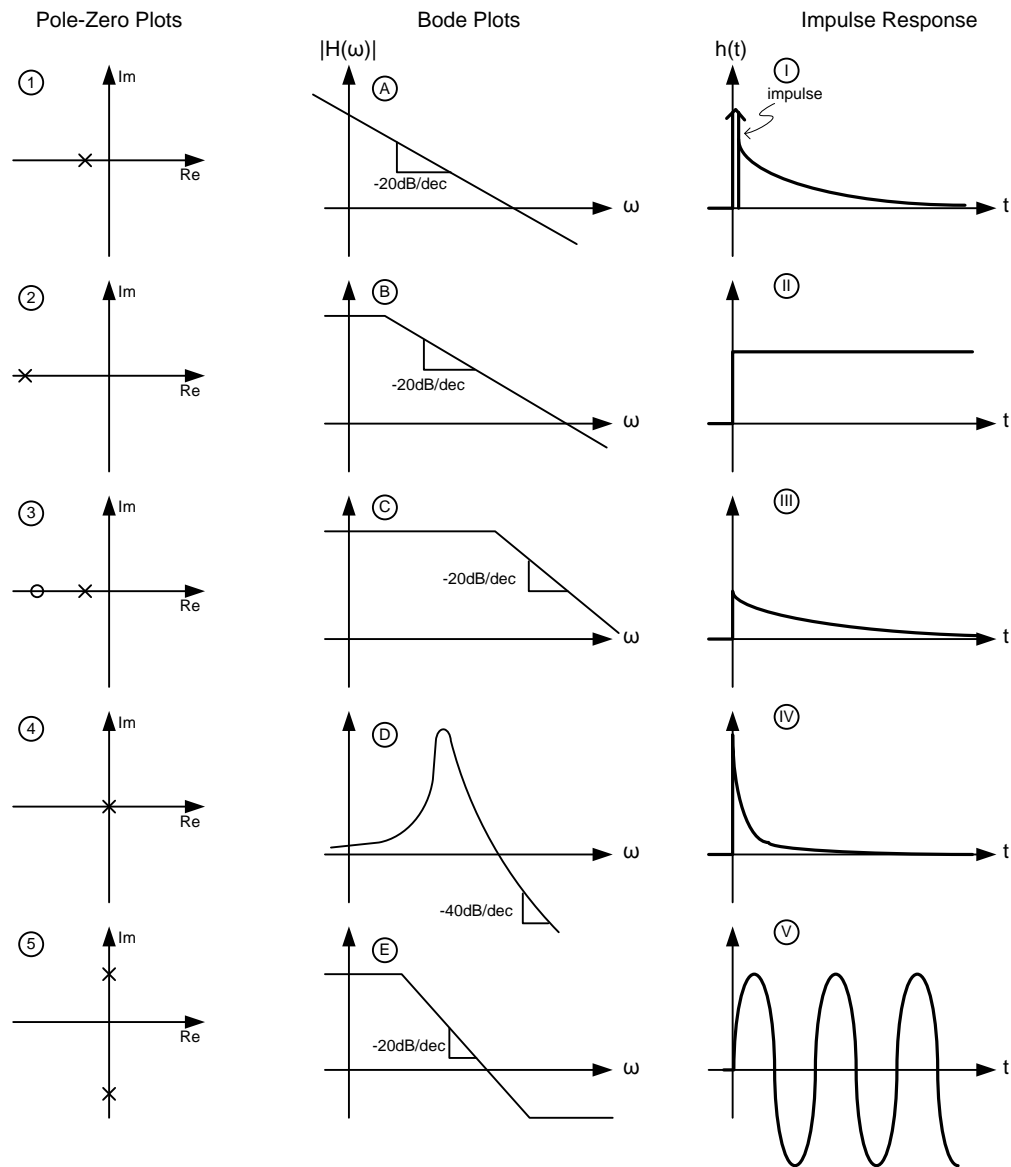 Pole-Zero Plots
Bode Plots
Impulse Response
1
Im
Re
|H(ω)|
A
-20dB/dec
ω
h(t)
I
impulse
t
2
Im
Re
B
-20dB/dec
ω
II
t
3
Im
Re
C
-20dB/dec
ω
III
t
4
Im
Re
D
-40dB/dec
ω
IV
t
5
Im
Re
E
-20dB/dec
ω
V
t